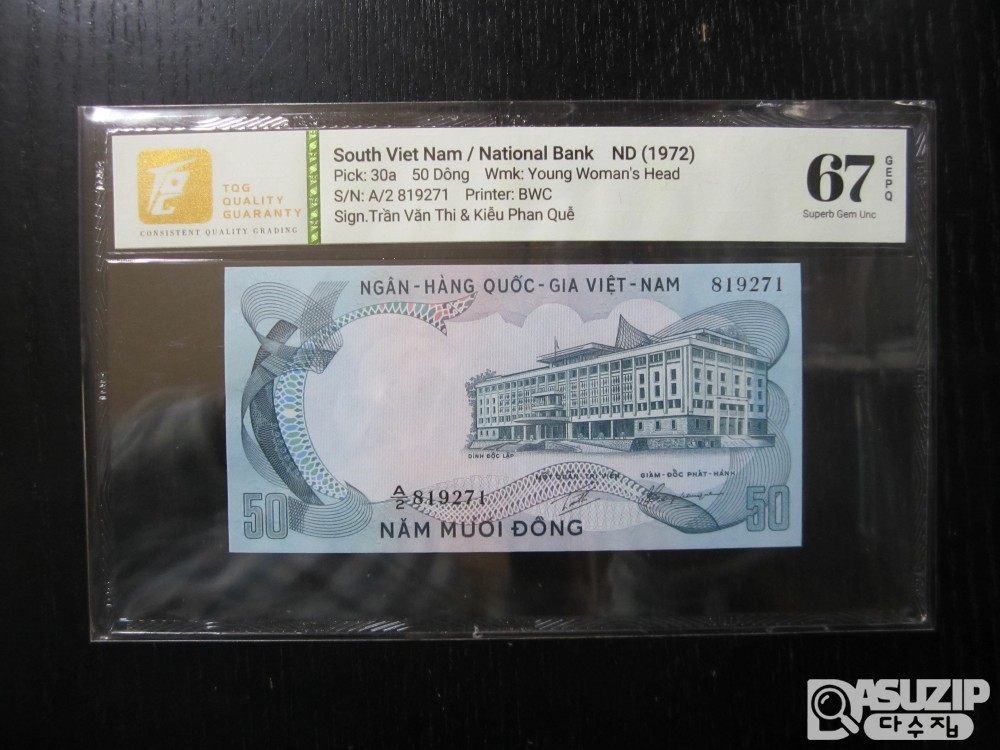 TQG
QUALITY
GUARANTY
CONSISTENT QUALITY GRADING
South Viet Nam / National Bank ND (1972)
Pick: 30a 50 Dông Wmk: Young Woman's Head
S/N: A/2 819271 Printer: BWC
Sign.Trần Văn Thi & Kiễu Phan Quễ
67
GEPQ
Superb Gem Unc
NGÂN-HÀNG QUỐC-GIA VIỆT-NAM 819271
DINH ĐỘC LẬP
GIÁM-ĐỐC PHÁT-HÀNH
A/2 819271
50
NĂM MƯƠI ĐỒNG
50
ASUZIP
다수집